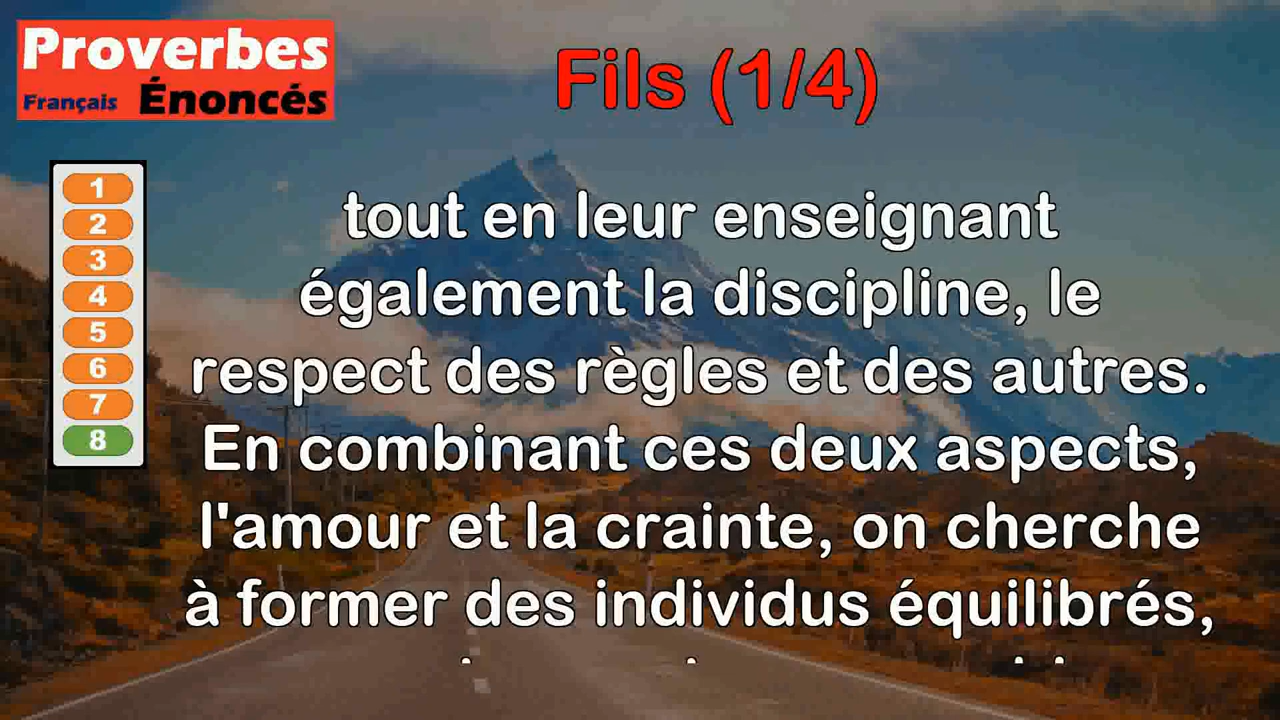 Proverbes
Français Énoncés
Fils (1/4)
1
2
3
4
5
6
7
8
tout en leur enseignant
également la discipline, le
respect des règles et des autres.
En combinant ces deux aspects,
l'amour et la crainte, on cherche
à former des individus équilibrés,